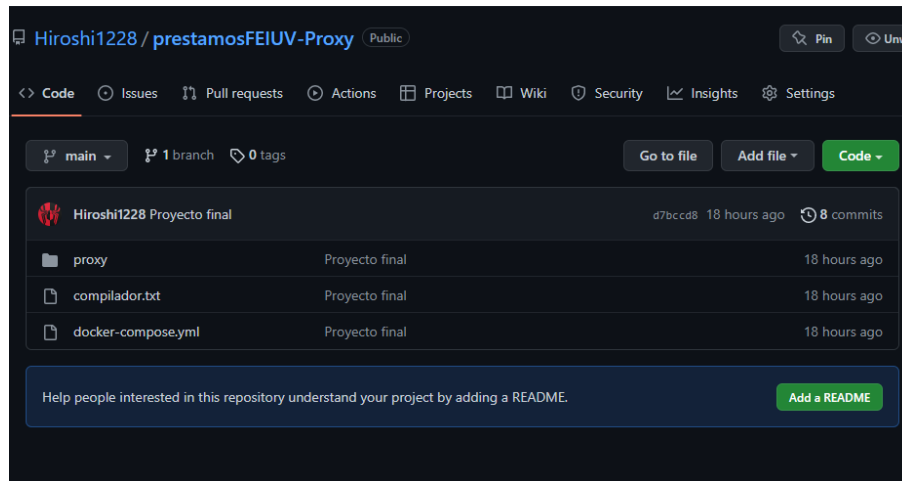 Hiroshi1228 / prestamosFEIUV-Proxy Public Pin Unw
Code Issues Pull requests Actions Projects Wiki Security Insights Settings
main 1 branch 0 tags Go to file Add file Code
Hiroshi1228 Proyecto final d7bccd8 18 hours ago 8 commits
proxy Proyecto final 18 hours ago
compilador.txt Proyecto final 18 hours ago
docker-compose.yml Proyecto final 18 hours ago
Help people interested in this repository understand your project by adding a README. Add a README